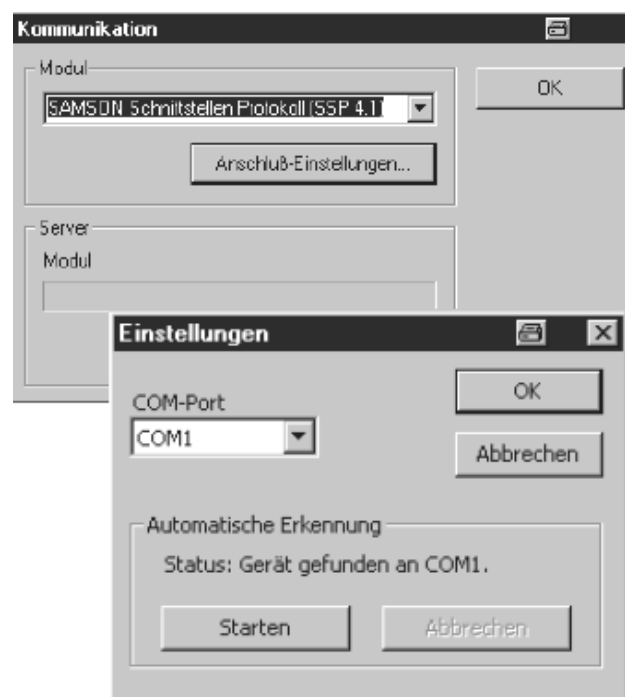 Kommunikation
Modul
SAMSON Schnittstellen Protokoll (SSP 4.1)
OK
Anschluß-Einstellungen...
Server
Modul
Einstellungen
COM-Port
COM1
OK
Abbrechen
Automatische Erkennung
Status: Gerät gefunden an COM1.
Starten
Abbrechen